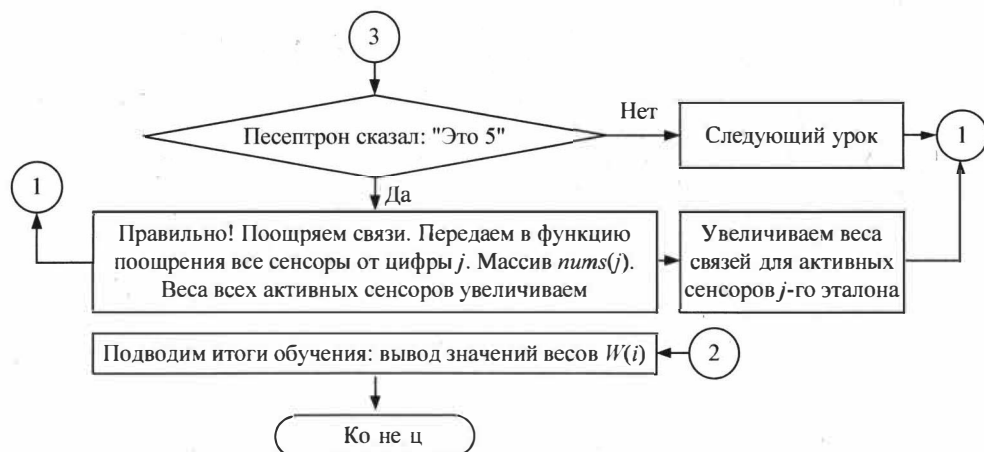 3
Песептрон сказал: "Это 5"
Нет
Следующий урок
1
1
Да
Правильно! Поощряем связи. Передаем в функцию
поощрения все сенсоры от цифры j. Массив nums(j).
Веса всех активных сенсоров увеличиваем
Увеличиваем веса
связей для активных
сенсоров j-го эталона
Подводим итоги обучения: вывод значений весов W(i)
2
Ко не ц